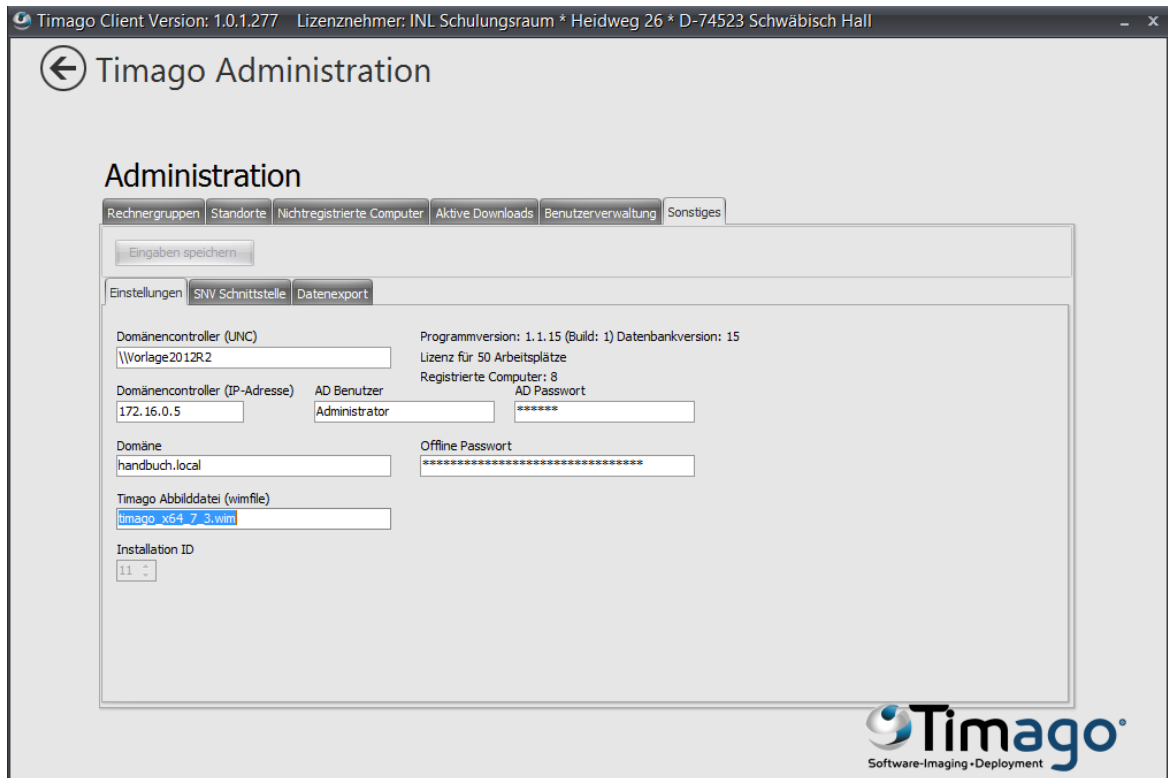 Timago Client Version: 1.0.1.277 Lizenznehmer: INL Schulungsraum * Heidweg 26 * D-74523 Schwäbisch Hall
Timago Administration
Administration
Rechnergruppen Standorte Nichtregistrierte Computer Aktive Downloads Benutzerverwaltung Sonstiges
Eingaben speichern
Einstellungen SNV Schnittstelle Datenexport
Domänencontroller (UNC)
\\Vorlage2012R2
Programmversion: 1.1.15 (Build: 1) Datenbankversion: 15
Lizenz für 50 Arbeitsplätze
Registrierte Computer: 8
Domänencontroller (IP-Adresse) AD Benutzer AD Passwort
172.16.0.5 Administrator ******
Domäne Offline Passwort
handbuch.local ********************************
Timago Abbilddatei (wimfile)
timago_x64_7_3.wim
Installation ID
11
Timago
Software-Imaging•Deployment